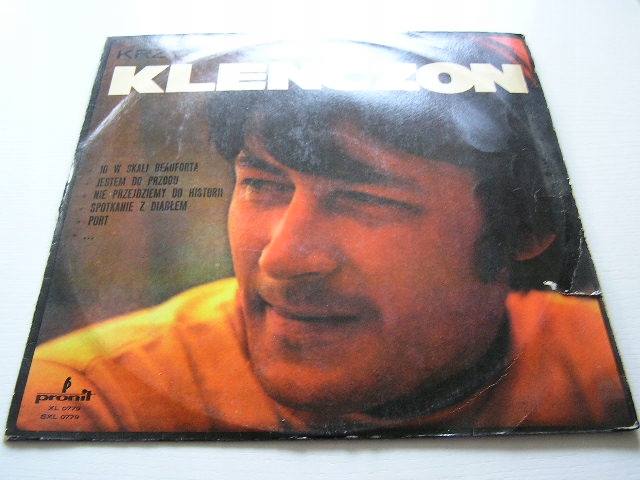 KRZ
KLENCZON
10 W SKALI BEAUFORTA
JESTEM DO PRZODU
- NIE PRZEJDZIEMY DO HISTORII
- SPOTKANIE Z DIABŁEM
- PORT
- ...
pronit
XL 0779
SXL 0779